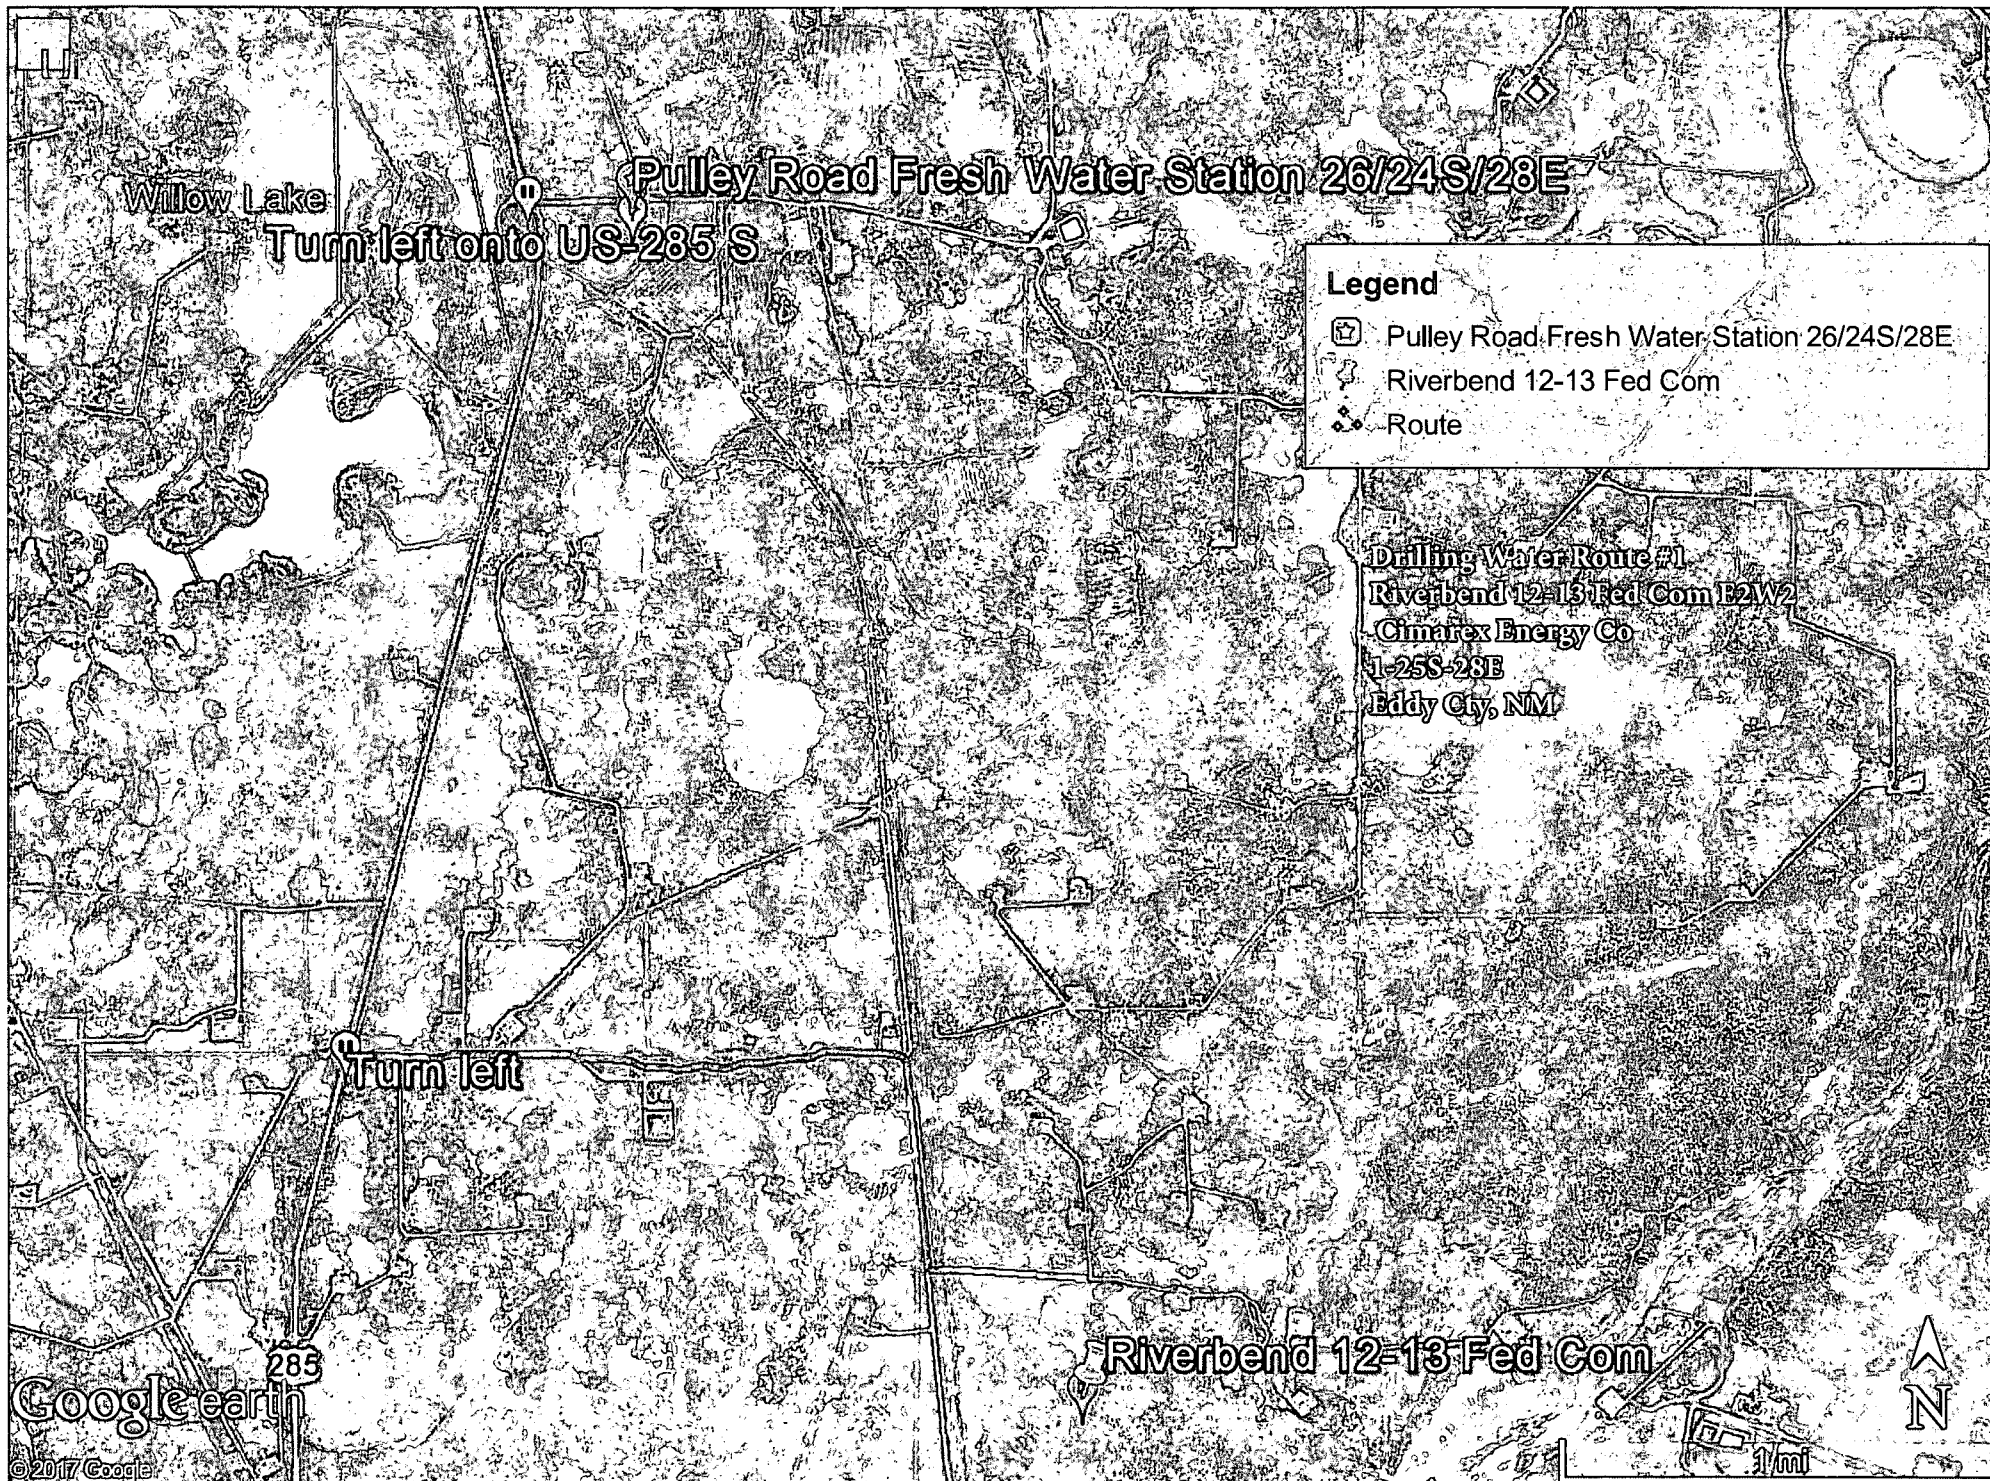 Pulley Road Fresh Water Station 26/24S/28E
Willow Lake
Turn left onto US-285 S
Legend
Pulley Road Fresh Water Station 26/24S/28E
Riverbend 12-13 Fed Com
Route
Drilling Water Route #1
Riverbend 12-13 Fed Com E2W2
Cimarex Energy Co
1-25S-28E
Eddy Cty, NM
Turn left
Riverbend 12-13 Fed Com
285
Google earth
N
1 mi
© 2017 Google